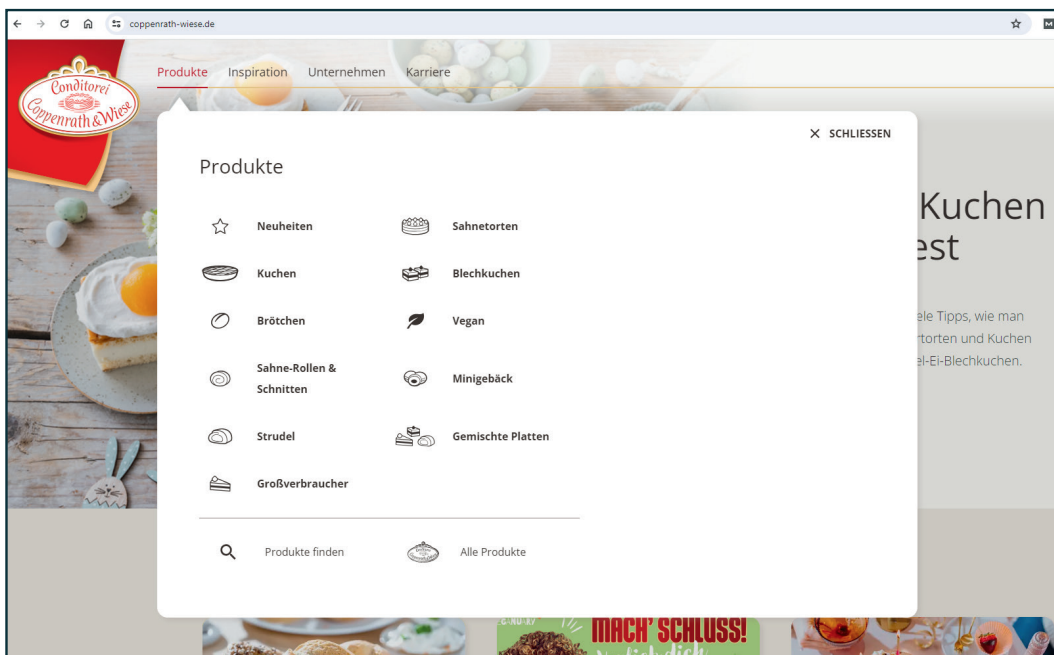 coppenrath-wiese.de
Produkte Inspiration Unternehmen Karriere
Conditorei
Coppenrath & Wiese
SCHLIESSEN
Produkte
Neuheiten
Sahnetorten
Kuchen
Blechkuchen
Brötchen
Vegan
Sahne-Rollen &
Schnitten
Minigebäck
Strudel
Gemischte Platten
Großverbraucher
Produkte finden
Alle Produkte
Kuchen
est
ele Tipps, wie man
rtorten und Kuchen
el-Ei-Blechkuchen.
MACH' SCHLUSS!